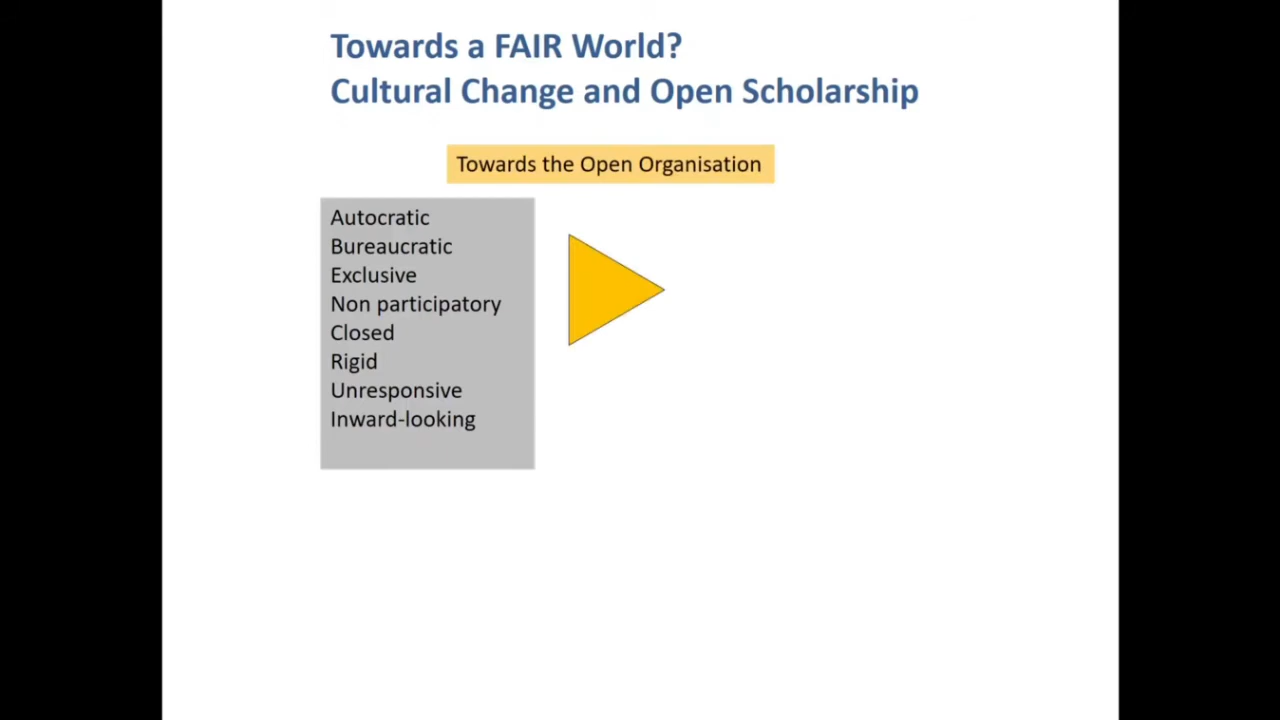 Towards a FAIR World?
Cultural Change and Open Scholarship
Towards the Open Organisation
Autocratic
Bureaucratic
Exclusive
Non participatory
Closed
Rigid
Unresponsive
Inward-looking